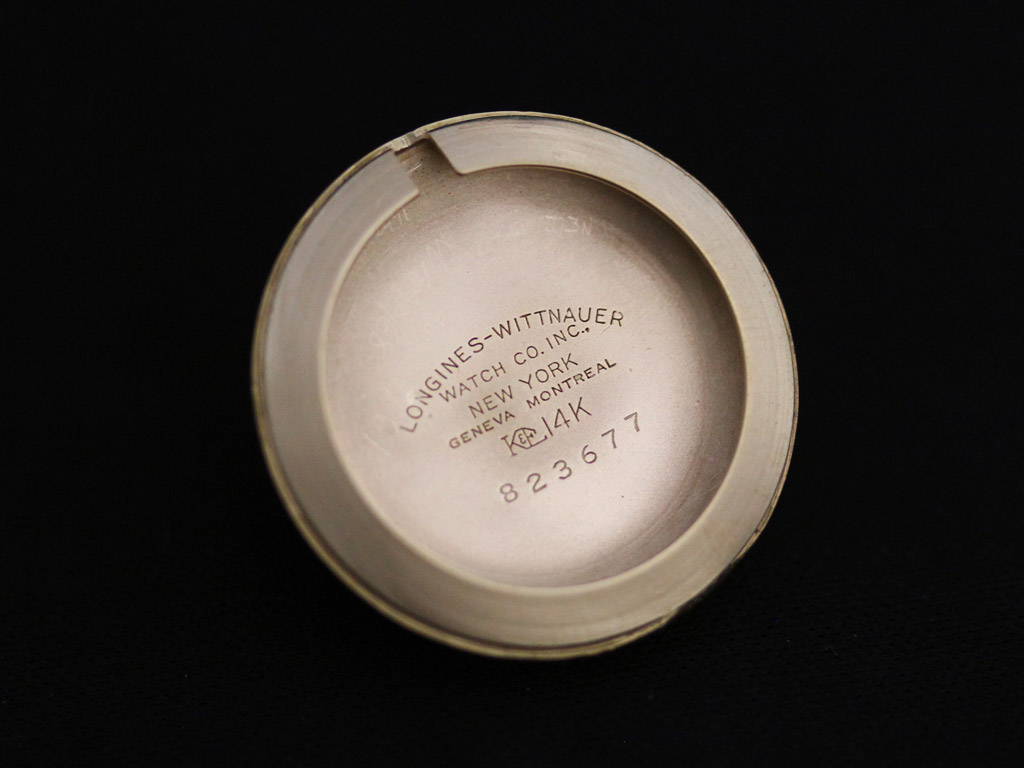 LONGINES-WITTNAUER
WATCH CO. INC.,
NEW YORK
GENEVA MONTREAL
14K
823677